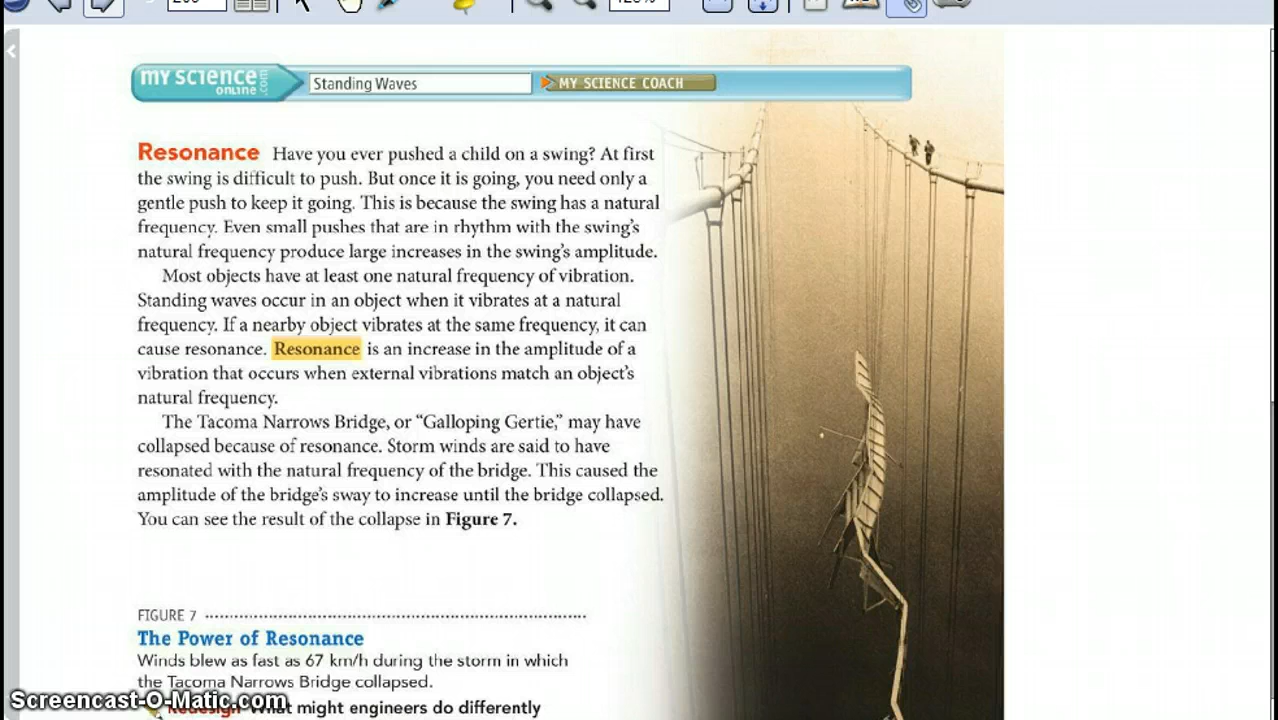 my science
online.com
Standing Waves
MY SCIENCE COACH
Resonance Have you ever pushed a child on a swing? At first
the swing is difficult to push. But once it is going, you need only a
gentle push to keep it going. This is because the swing has a natural
frequency. Even small pushes that are in rhythm with the swing's
natural frequency produce large increases in the swing's amplitude.
Most objects have at least one natural frequency of vibration.
Standing waves occur in an object when it vibrates at a natural
frequency. If a nearby object vibrates at the same frequency, it can
cause resonance. Resonance is an increase in the amplitude of a
vibration that occurs when external vibrations match an object's
natural frequency.
The Tacoma Narrows Bridge, or “Galloping Gertie,” may have
collapsed because of resonance. Storm winds are said to have
resonated with the natural frequency of the bridge. This caused the
amplitude of the bridge's sway to increase until the bridge collapsed.
You can see the result of the collapse in Figure 7.
FIGURE 7
The Power of Resonance
Winds blew as fast as 67 km/h during the storm in which
the Tacoma Narrows Bridge collapsed.
Redesign What might engineers do differently
Screencast-O-Matic.com